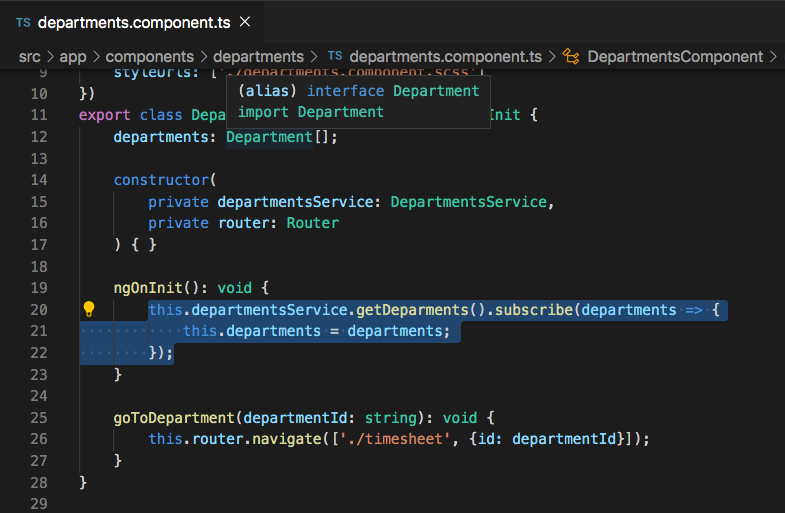 TS departments.component.ts ×
src > app > components > departments > TS departments.component.ts > DepartmentsComponent >
9 styleUrls: ['./departments.component.scss']
(alias) interface Department
import Department
10 })
11 export class Depa nInit {
12 departments: Department[];
13
14 constructor(
15 private departmentsService: DepartmentsService,
16 private router: Router
17 ) { }
18
19 ngOnInit(): void {
20 this.departmentsService.getDeparments().subscribe(departments => {
21 this.departments = departments;
22 });
23 }
24
25 goToDepartment(departmentId: string): void {
26 this.router.navigate(['./timesheet', {id: departmentId}]);
27 }
28 }
29